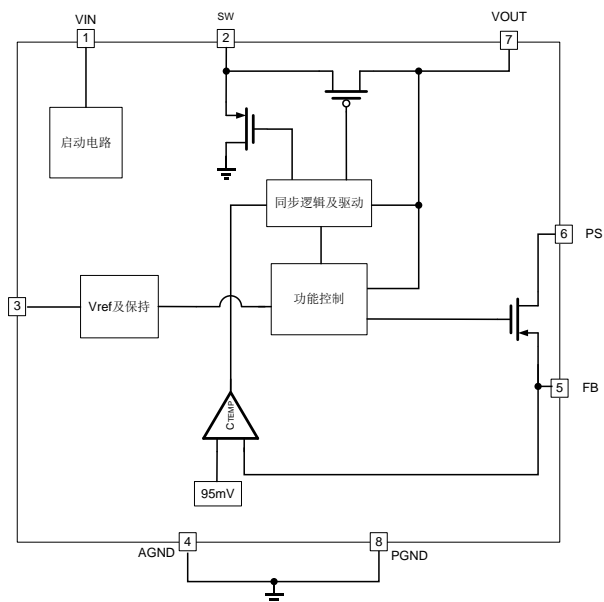 VIN
SW
VOUT
1
2
7
启动电路
同步逻辑及驱动
6
PS
3
Vref及保持
功能控制
5
FB
CTEMP
95mV
AGND
4
8
PGND